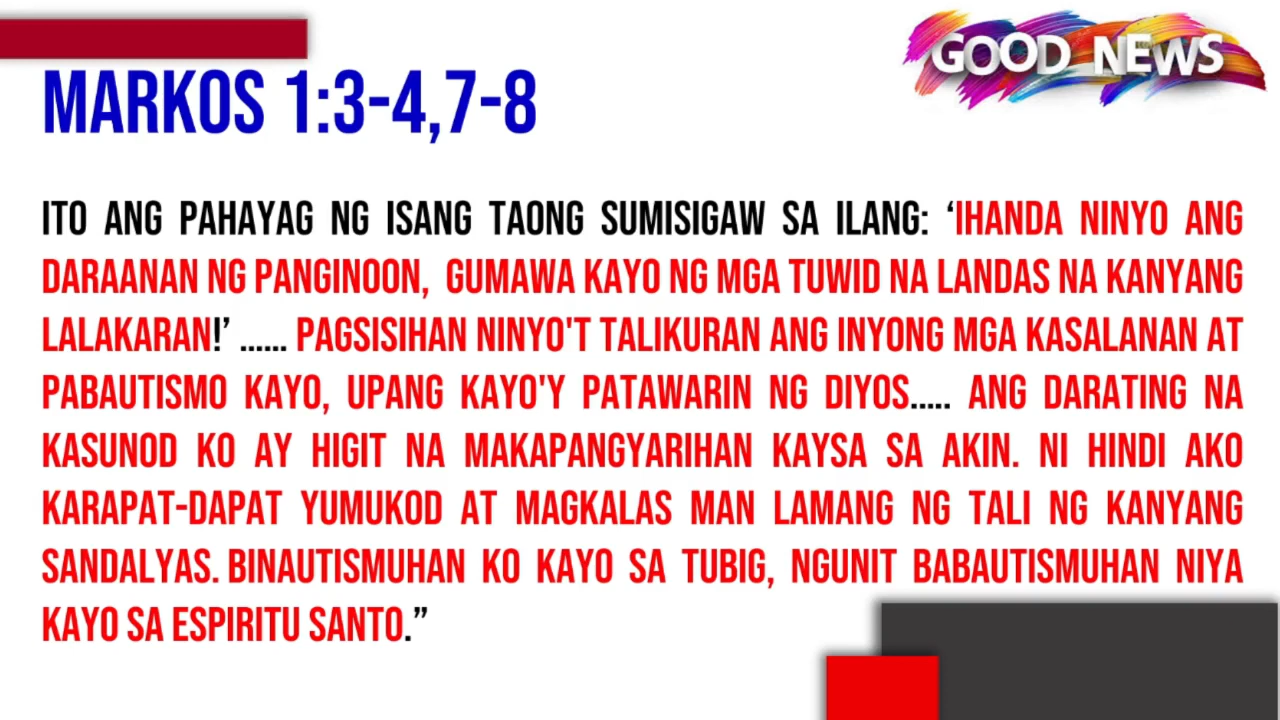 GOOD NEWS
MARKOS 1:3-4,7-8
ITO ANG PAHAYAG NG ISANG TAONG SUMISIGAW SA ILANG: ‘IHANDA NINYO ANG
DARAANAN NG PANGINOON, GUMAWA KAYO NG MGA TUWID NA LANDAS NA KANYANG
LALAKARAN!’ ...... PAGSISIHAN NINYO'T TALIKURAN ANG INYONG MGA KASALANAN AT
PABAUTISMO KAYO, UPANG KAYO'Y PATAWARIN NG DIYOS..... ANG DARATING NA
KASUNOD KO AY HIGIT NA MAKAPANGYARIHAN KAYSA SA AKIN. NI HINDI AKO
KARAPAT-DAPAT YUMUKOD AT MAGKALAS MAN LAMANG NG TALI NG KANYANG
SANDALYAS. BINAUTISMUHAN KO KAYO SA TUBIG, NGUNIT BABAUTISMUHAN NIYA
KAYO SA ESPIRITU SANTO.”